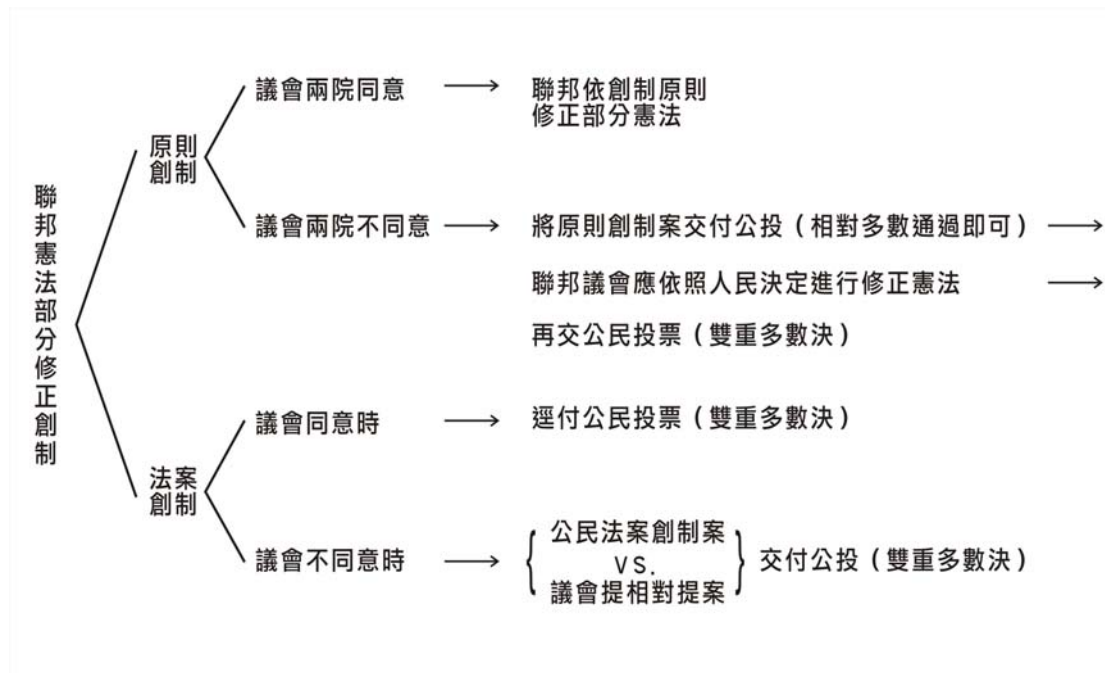 聯邦憲法部分修正創制
原則
創制
議會兩院同意
聯邦依創制原則
修正部分憲法
議會兩院不同意
將原則創制案交付公投（相對多數通過即可）
聯邦議會應依照人民決定進行修正憲法
再交公民投票（雙重多數決）
法案
創制
議會同意時
逕付公民投票（雙重多數決）
議會不同意時
公民法案創制案
VS.
議會提相對提案
交付公投（雙重多數決）